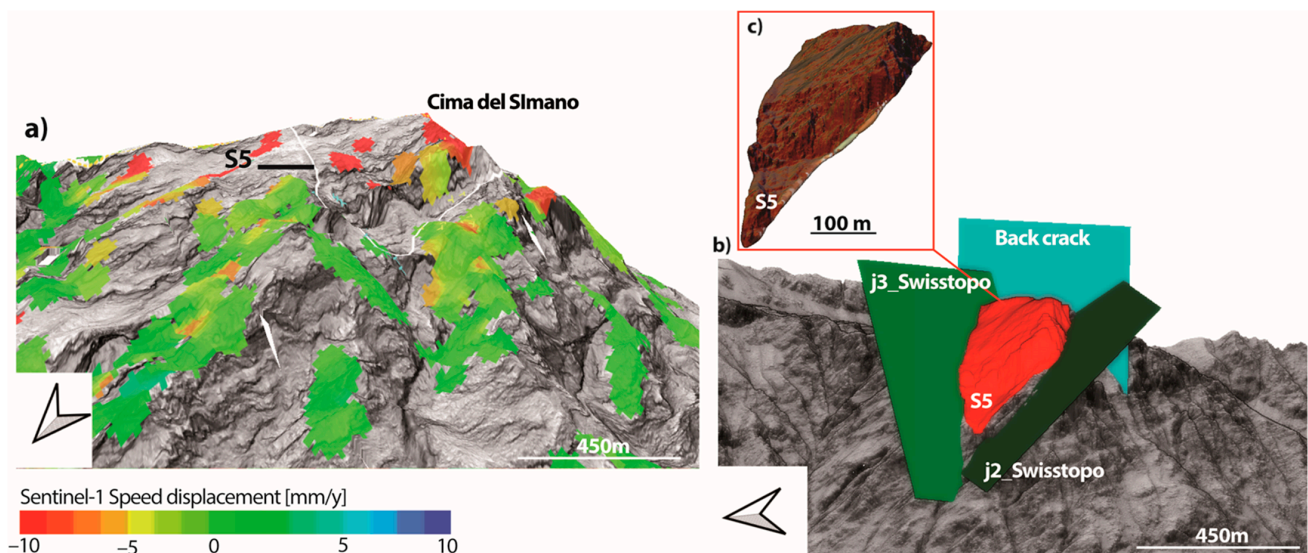 a)
Cima del SImano
S5
450m
Sentinel-1 Speed displacement [mm/y]
−10 −5 0 5 10
c)
S5
100 m
b)
Back crack
j3_Swisstopo
S5
j2_Swisstopo
450m